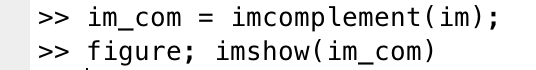 >> im_com = imcomplement(im);
>> figure; imshow(im_com)